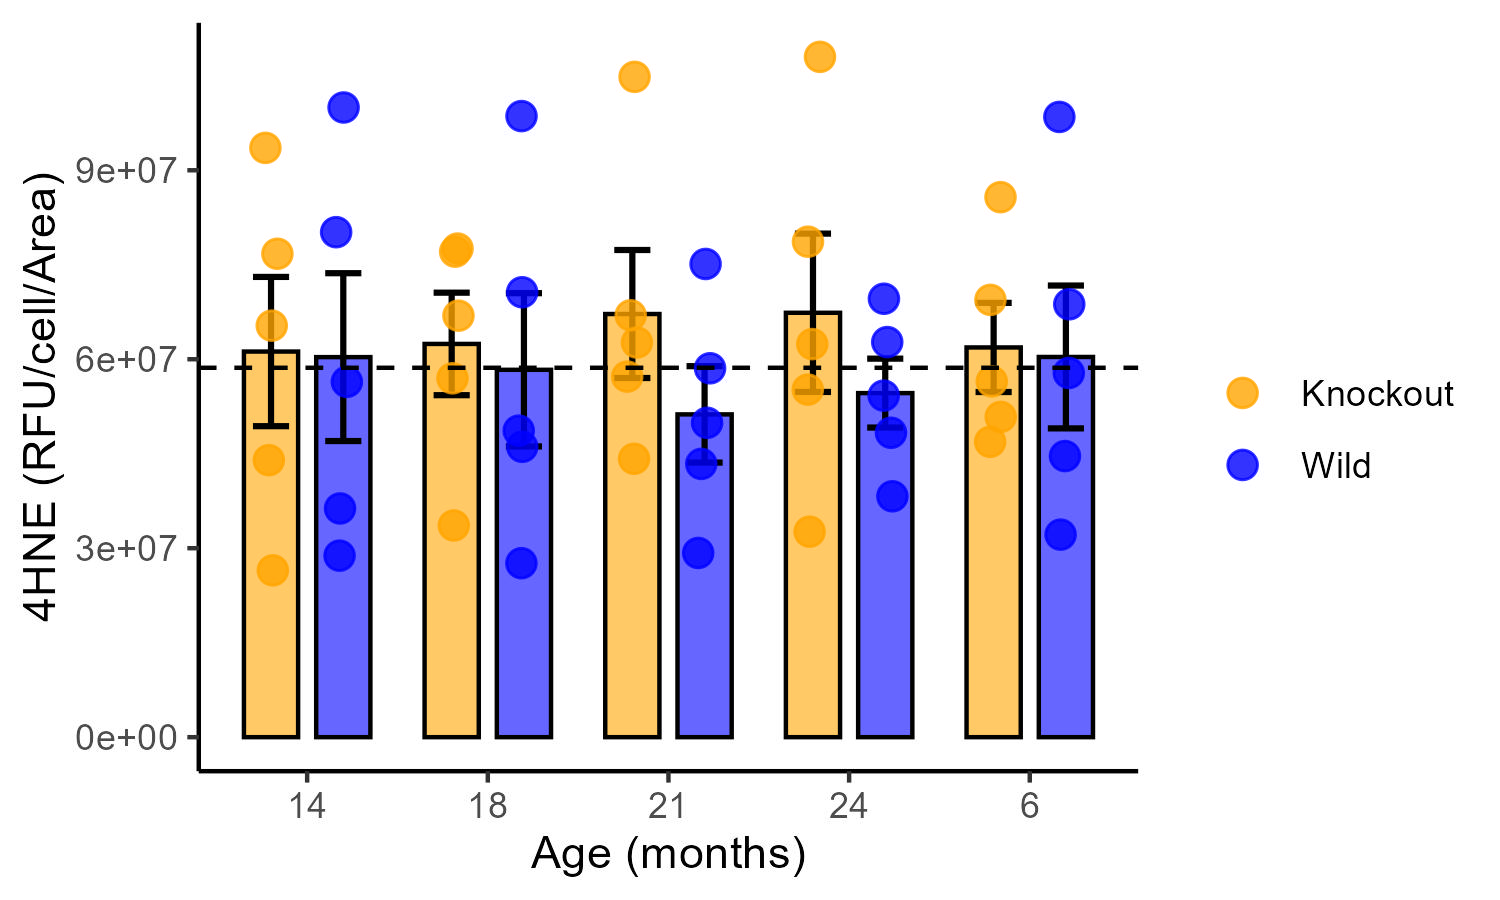 4HNE (RFU/cell/Area)
9e+07
6e+07
3e+07
0e+00
14 18 21 24 6
Age (months)
Knockout
Wild